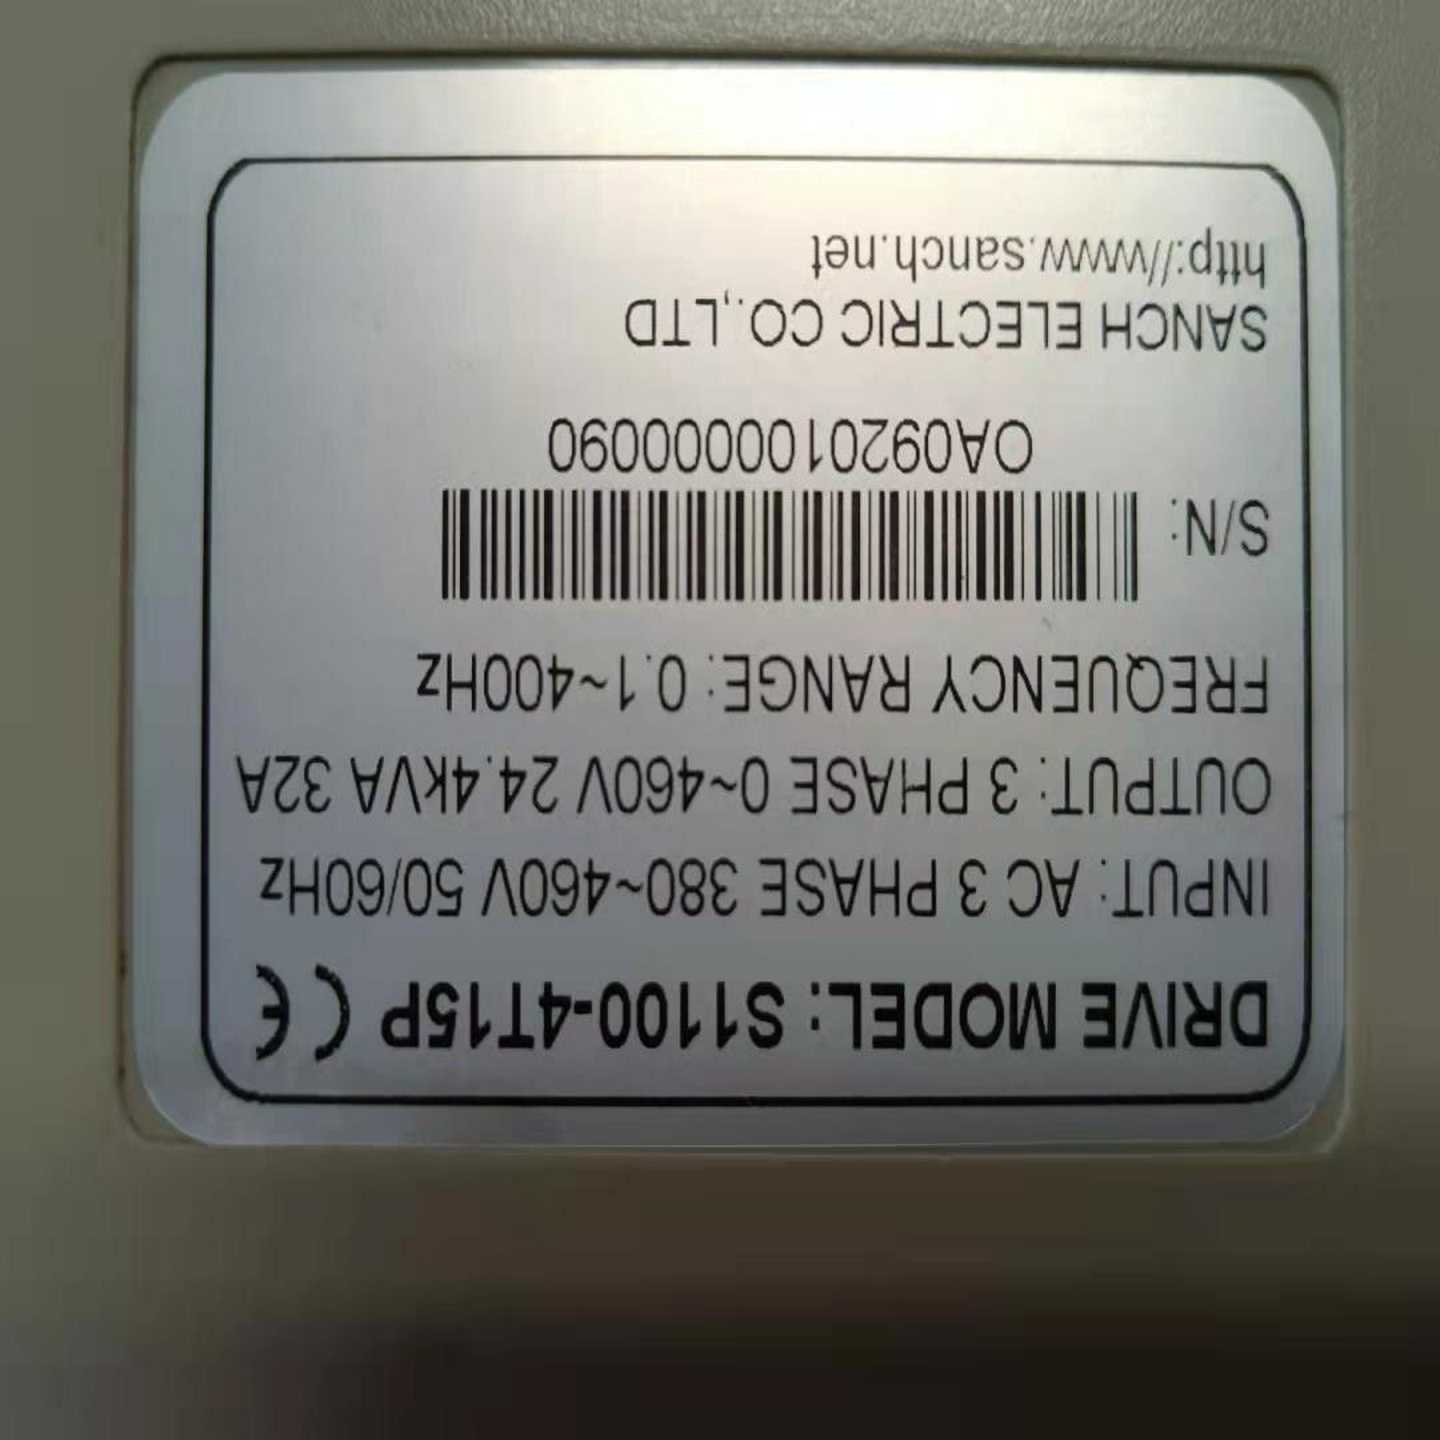 DRIVE MODEL: S1100-4T15P CE
INPUT: AC 3 PHASE 380~460V 50/60Hz
OUTPUT: 3 PHASE 0~460V 24.4kVA 32A
FREQUENCY RANGE: 0.1~400Hz
S/N:
OA0920100000090
SANCH ELECTRIC CO.,LTD
http://www.sanch.net